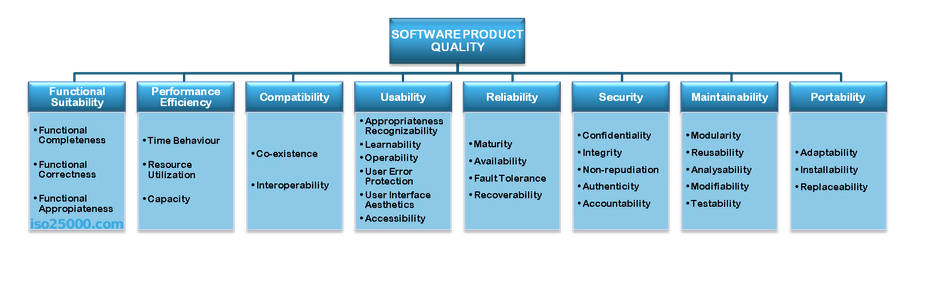 SOFTWARE PRODUCT
QUALITY
Functional
Suitability
• Functional
Completeness
• Functional
Correctness
• Functional
Appropiateness
iso25000.com
Performance
Efficiency
• Time Behaviour
• Resource
Utilization
• Capacity
Compatibility
• Co-existence
• Interoperability
Usability
• Appropriateness
Recognizability
• Learnability
• Operability
• User Error
Protection
• User Interface
Aesthetics
• Accessibility
Reliability
• Maturity
• Availability
• Fault Tolerance
• Recoverability
Security
• Confidentiality
• Integrity
• Non-repudiation
• Authenticity
• Accountability
Maintainability
• Modularity
• Reusability
• Analysability
• Modifiability
• Testability
Portability
• Adaptability
• Installability
• Replaceability